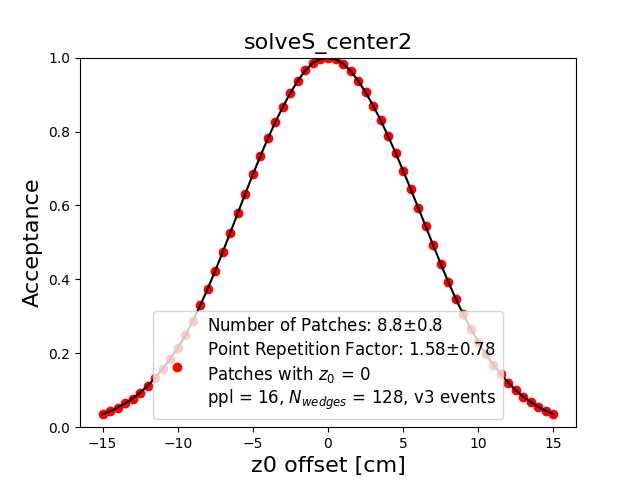 solveS_center2
Acceptance
1.0
0.8
0.6
0.4
0.2
0.0
Number of Patches: 8.8±0.8
Point Repetition Factor: 1.58±0.78
Patches with z₀ = 0
ppl = 16, N_wedges = 128, v3 events
−15 −10 −5 0 5 10 15
z0 offset [cm]